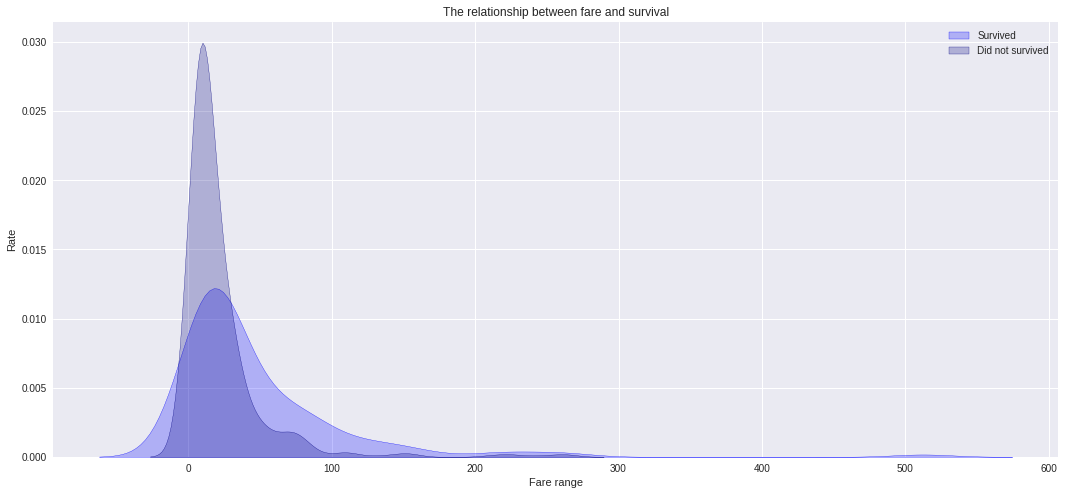 The relationship between fare and survival
Survived
Did not survived
0.030
0.025
0.020
0.015
0.010
0.005
0.000
Rate
0 100 200 300 400 500 600
Fare range